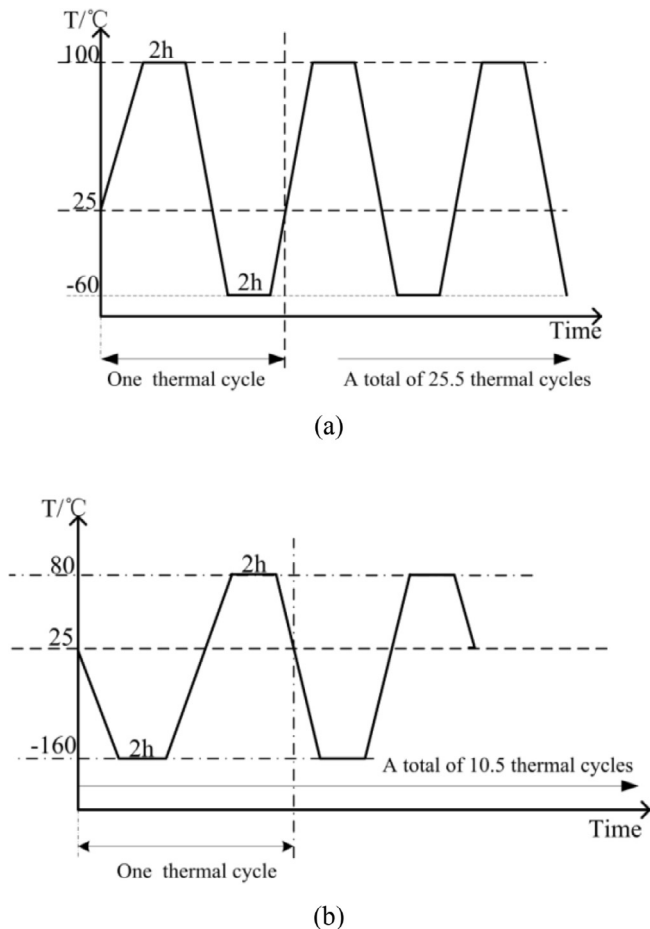 T/℃
100
2h
25
-60
2h
Time
One thermal cycle
A total of 25.5 thermal cycles
(a)
T/℃
80
2h
25
-160
2h
A total of 10.5 thermal cycles
Time
One thermal cycle
(b)